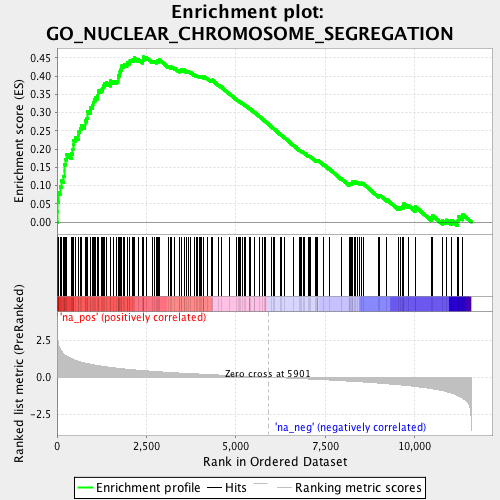 Enrichment plot:
GO_NUCLEAR_CHROMOSOME_SEGREGATION
Enrichment score (ES)
0.45
0.40
0.35
0.30
0.25
0.20
0.15
0.10
0.05
0.00
'na_pos' (positively correlated)
Ranked list metric (PreRanked)
2.5
0.0
-2.5
Zero cross at 5901
'na_neg' (negatively correlated)
0
2,500
5,000
7,500
10,000
Rank in Ordered Dataset
Enrichment profile
Hits
Ranking metric scores